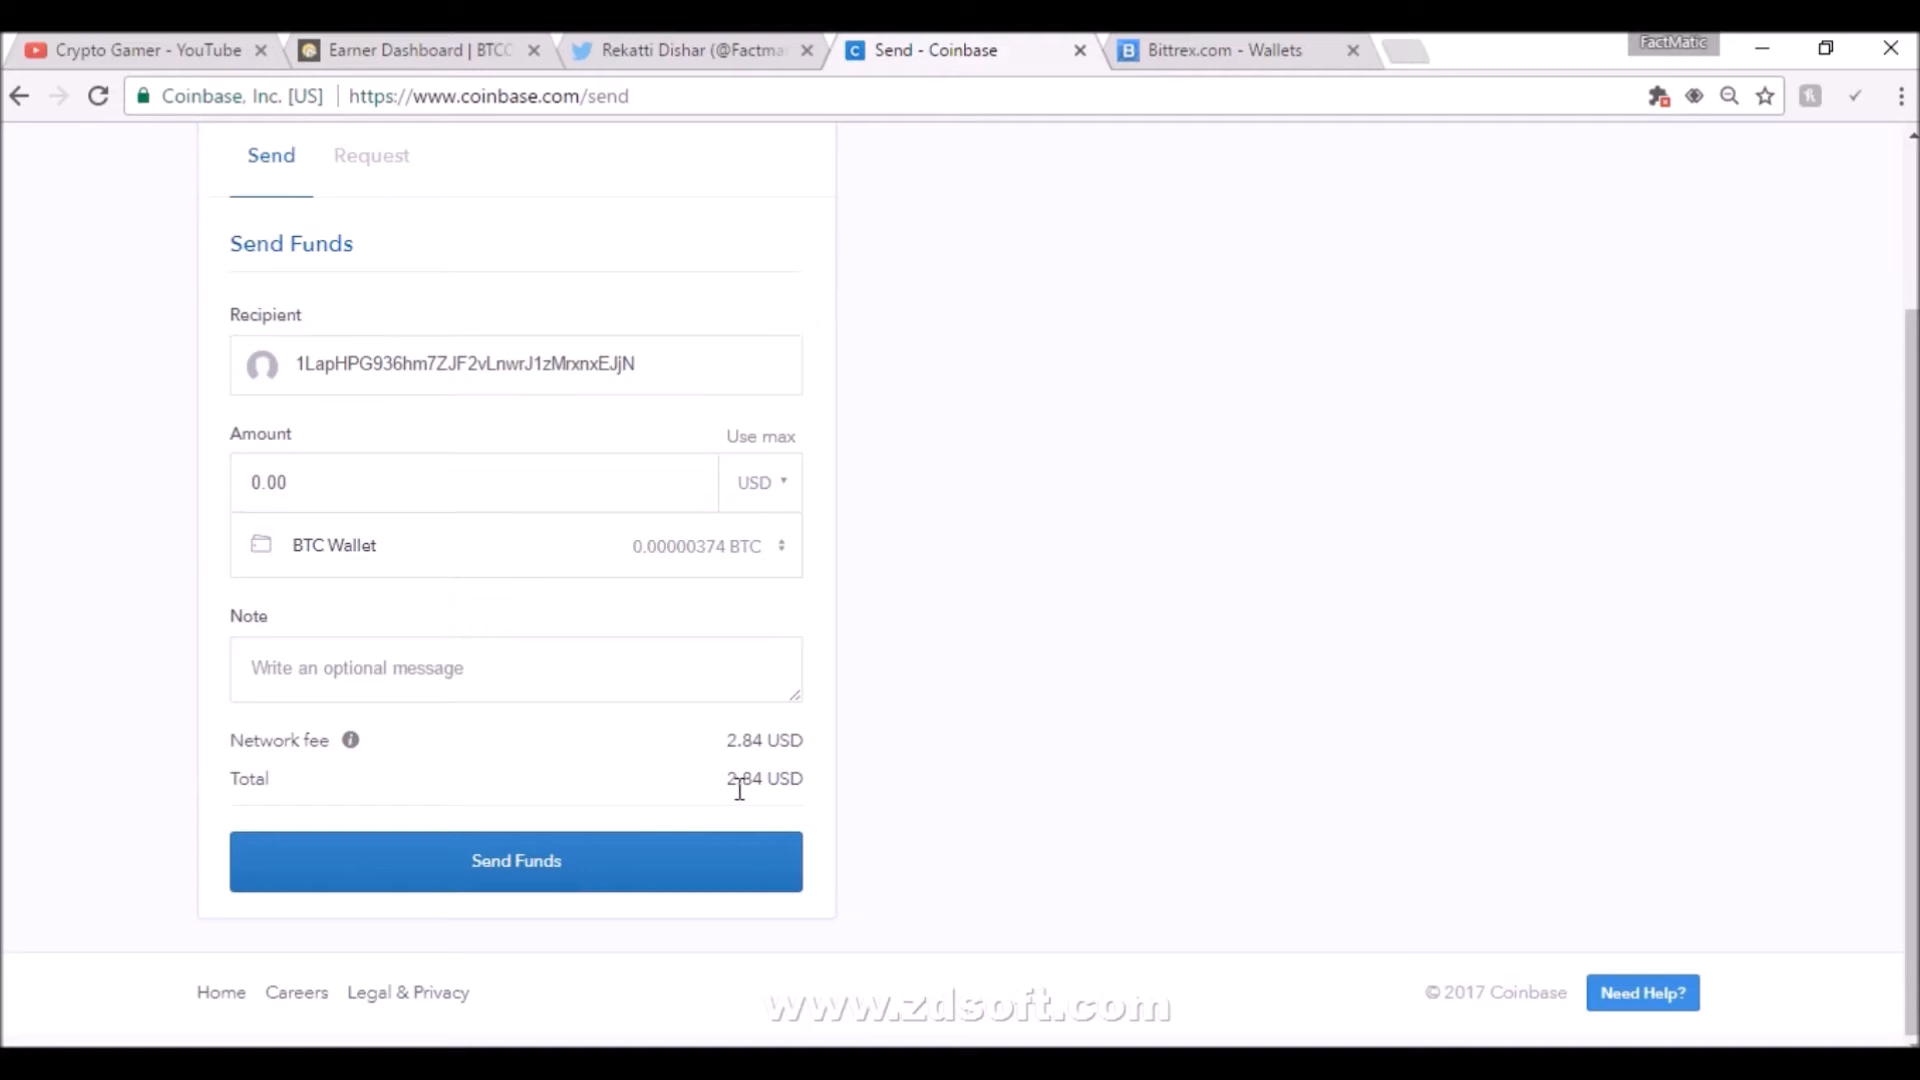 Crypto Gamer - YouTube
Earner Dashboard | BTCC
Rekatti Dishar (@Factma
Send - Coinbase
Bittrex.com - Wallets
FactMatic
Coinbase, Inc. [US]
https://www.coinbase.com/send
Send
Request
Send Funds
Recipient
1LapHPG936hm7ZJF2vLnwrJ1zMrxnxEJjN
Amount
Use max
0.00
USD
BTC Wallet
0.00000374 BTC
Note
Write an optional message
Network fee
2.84 USD
Total
2.84 USD
Send Funds
Home
Careers
Legal & Privacy
www.zdsoft.com
© 2017 Coinbase
Need Help?